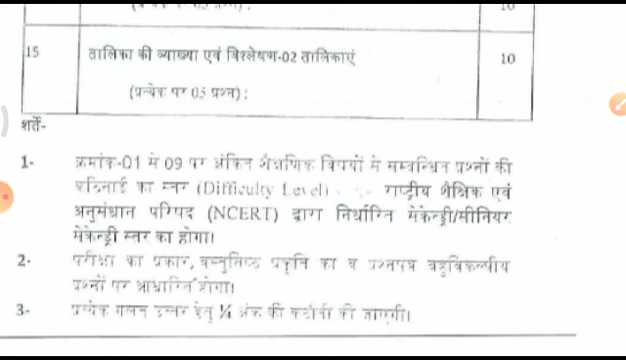 10
15 तालिका की व्याख्या एवं विश्लेषण-02 तालिकाएं 10
(प्रत्येक पर 05 प्रश्न) :
शर्ते-
1- क्रमांक-01 से 09 पर अंकित शैक्षणिक विषयों से सम्बन्धित प्रश्नों की
कठिनाई का स्तर (Difficulty Level) राष्ट्रीय शैक्षिक एवं
अनुसंधान परिषद (NCERT) द्वारा निर्धारित सेकेन्ड्री/सीनियर
सेकेन्ड्री स्तर का होगा।
2- परीक्षा का प्रकार, वस्तुनिष्ठ प्रकृति का व प्रश्नपत्र बहुविकल्पीय
प्रश्नों पर आधारित होगा।
3- प्रत्येक गलत उत्तर हेतु ¼ अंक की कटौती की जाएगी।